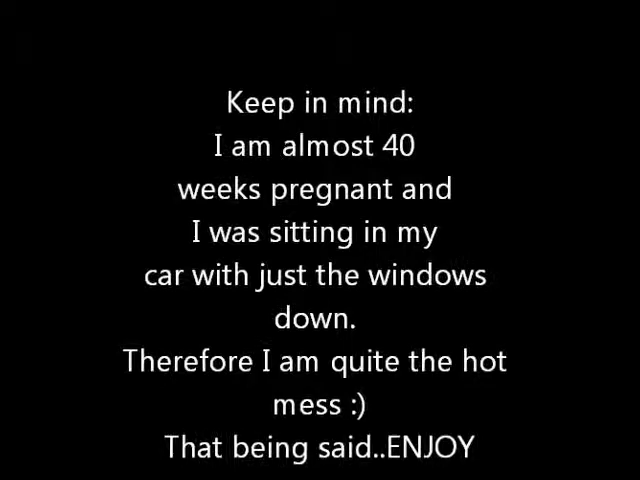 Keep in mind:
I am almost 40
weeks pregnant and
I was sitting in my
car with just the windows
down.
Therefore I am quite the hot
mess :)
That being said..ENJOY